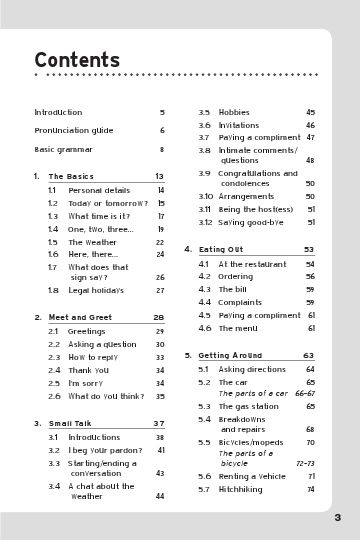 Contents
Introduction 5
Pronunciation guide 6
Basic grammar 8
1. The Basics 13
1.1 Personal details 14
1.2 Today or tomorrow? 15
1.3 What time is it? 17
1.4 One, two, three... 19
1.5 The weather 22
1.6 Here, there... 24
1.7 What does that
sign say? 26
1.8 Legal holidays 27
2. Meet and Greet 28
2.1 Greetings 29
2.2 Asking a question 30
2.3 How to reply 33
2.4 Thank you 34
2.5 I'm sorry 34
2.6 What do you think? 35
3. Small Talk 37
3.1 Introductions 38
3.2 I beg your pardon? 41
3.3 Starting/ending a
conversation 43
3.4 A chat about the
weather 44
3.5 Hobbies 45
3.6 Invitations 46
3.7 Paying a compliment 47
3.8 Intimate comments/
questions 48
3.9 Congratulations and
condolences 50
3.10 Arrangements 50
3.11 Being the host(ess) 51
3.12 Saying good-bye 51
4. Eating Out 53
4.1 At the restaurant 54
4.2 Ordering 56
4.3 The bill 59
4.4 Complaints 59
4.5 Paying a compliment 61
4.6 The menu 61
5. Getting Around 63
5.1 Asking directions 64
5.2 The car 65
The parts of a car 66–67
5.3 The gas station 65
5.4 Breakdowns
and repairs 68
5.5 Bicycles/mopeds 70
The parts of a
bicycle 72–73
5.6 Renting a vehicle 71
5.7 Hitchhiking 74
3